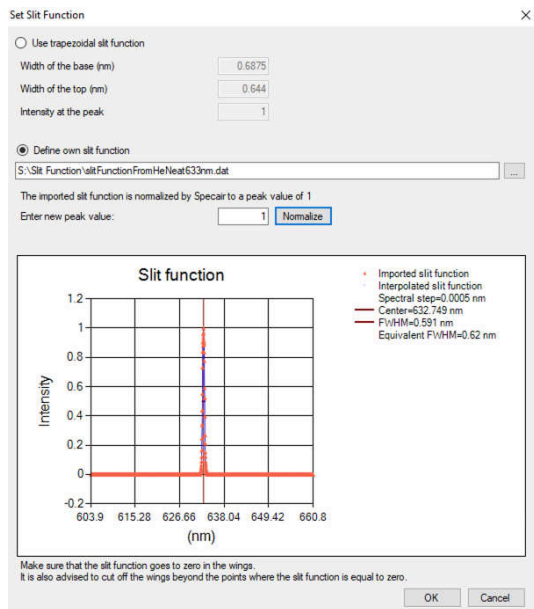 Set Slit Function
Use trapezoidal slit function
Width of the base (nm) 0.6875
Width of the top (nm) 0.644
Intensity at the peak 1
Define own slit function
S:\Slit Function\slitFunctionFromHeNeat633nm.dat ...
The imported slit function is normalized by Specair to a peak value of 1
Enter new peak value: 1 Normalize
Slit function
Imported slit function
Interpolated slit function
Spectral step=0.0005 nm
Center=632.749 nm
FWHM=0.591 nm
Equivalent FWHM=0.62 nm
1.2
1
0.8
0.6
0.4
0.2
0
-0.2
Intensity
603.9 615.28 626.66 638.04 649.42 660.8
(nm)
Make sure that the slit function goes to zero in the wings.
It is also advised to cut off the wings beyond the points where the slit function is equal to zero.
OK Cancel